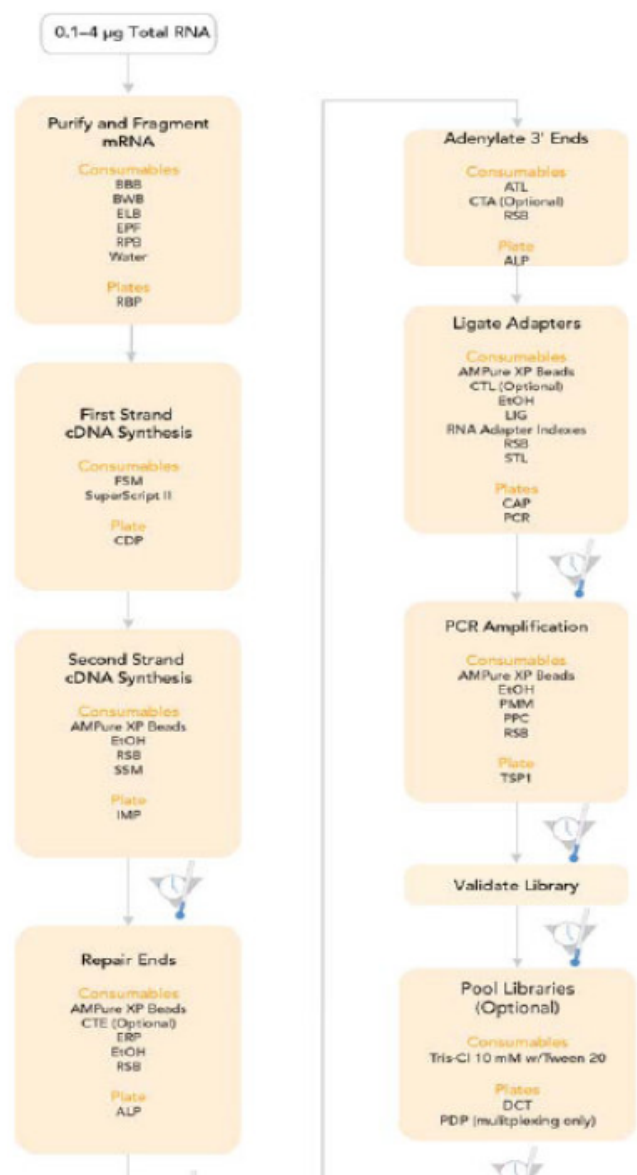 0.1–4 µg Total RNA
Purify and Fragment
mRNA
Consumables
BBB
BWB
ELB
EPF
RPB
Water
Plates
RBP
First Strand
cDNA Synthesis
Consumables
FSM
SuperScript II
Plate
CDP
Second Strand
cDNA Synthesis
Consumables
AMPure XP Beads
EtOH
RSB
SSM
Plate
IMP
Repair Ends
Consumables
AMPure XP Beads
CTE (Optional)
ERP
EtOH
RSB
Plate
ALP
Adenylate 3' Ends
Consumables
ATL
CTA (Optional)
RSB
Plate
ALP
Ligate Adapters
Consumables
AMPure XP Beads
CTL (Optional)
EtOH
LIG
RNA Adapter Indexes
RSB
STL
Plates
CAP
PCR
PCR Amplification
Consumables
AMPure XP Beads
EtOH
PMM
PPC
RSB
Plate
TSP1
Validate Library
Pool Libraries
(Optional)
Consumables
Tris-Cl 10 mM w/Tween 20
Plates
DCT
PDP (mulitplexing only)